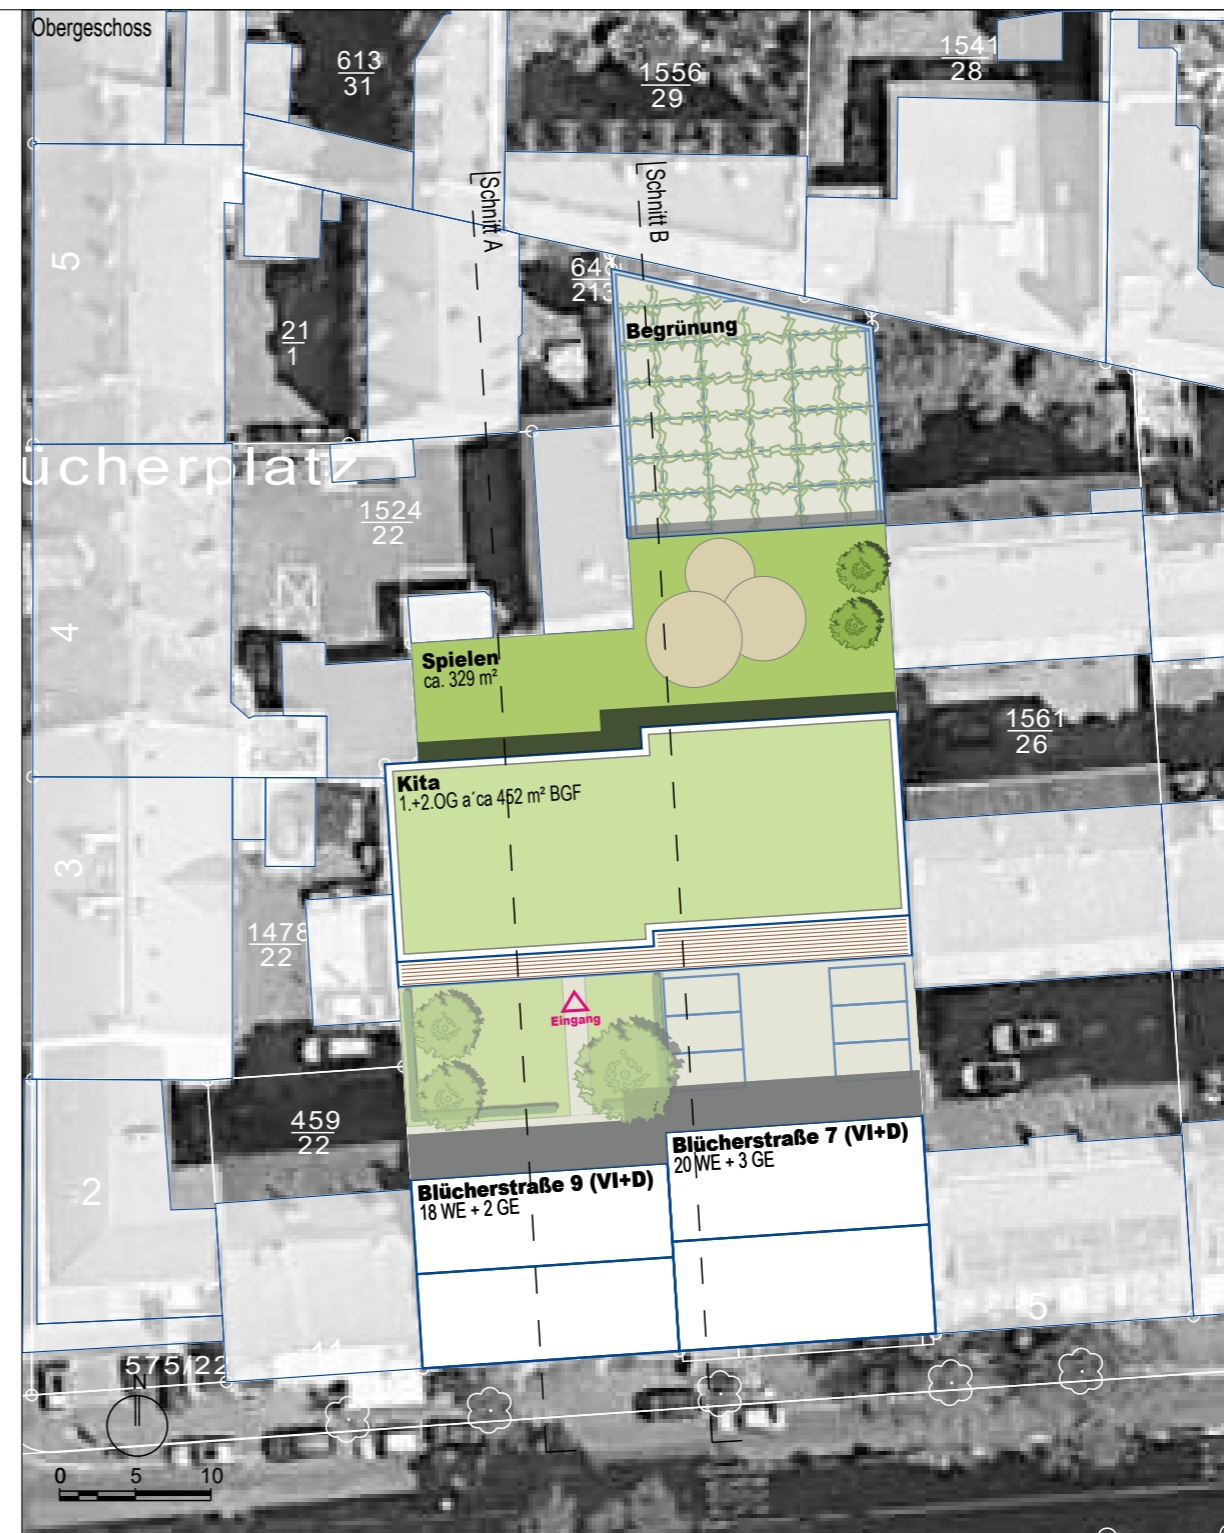 Obergeschoss
613
31
1556
29
1541
28
Schnitt A
Schnitt B
5
648
213
Begrünung
21
1
ücherplatz
1524
22
4
Spielen
ca. 329 m²
1561
26
Kita
1.+2.OG a´ca 452 m² BGF
3
1478
22
Eingang
459
22
2
Blücherstraße 7 (VI+D)
20 WE + 3 GE
Blücherstraße 9 (VI+D)
18 WE + 2 GE
5
11
575/22
N
0 5 10